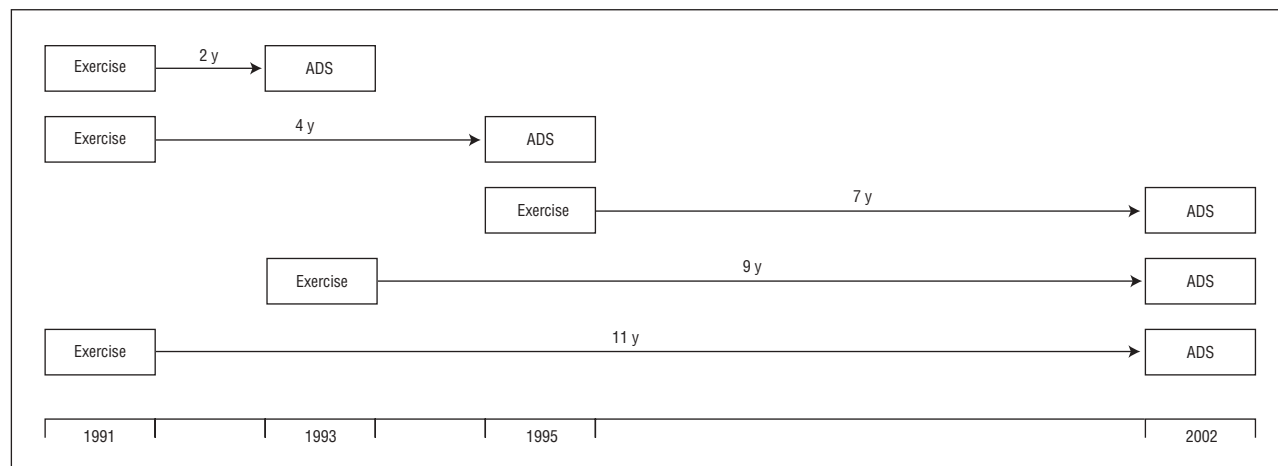 2 y
Exercise ADS
4 y
Exercise ADS
7 y
Exercise ADS
9 y
Exercise ADS
11 y
Exercise ADS
1991 1993 1995 2002